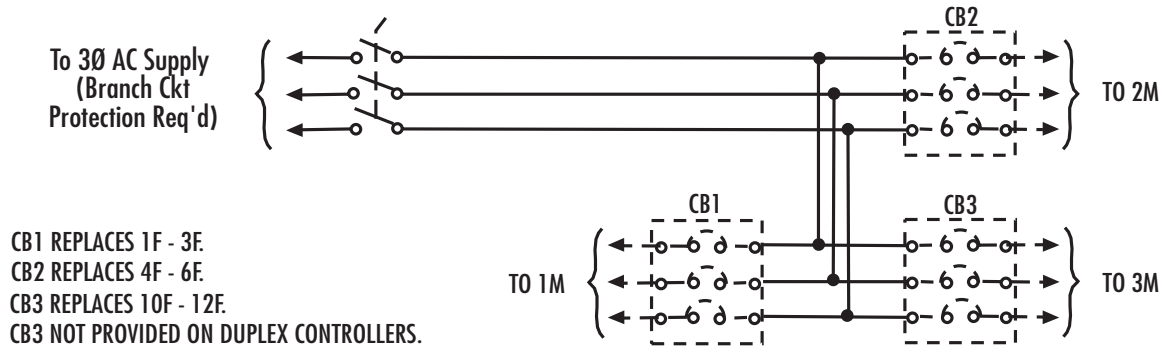 CB2
To 3Ø AC Supply
(Branch Ckt
Protection Req'd)
TO 2M
CB1
CB3
CB1 REPLACES 1F - 3F.
CB2 REPLACES 4F - 6F.
CB3 REPLACES 10F - 12F.
CB3 NOT PROVIDED ON DUPLEX CONTROLLERS.
TO 1M
TO 3M